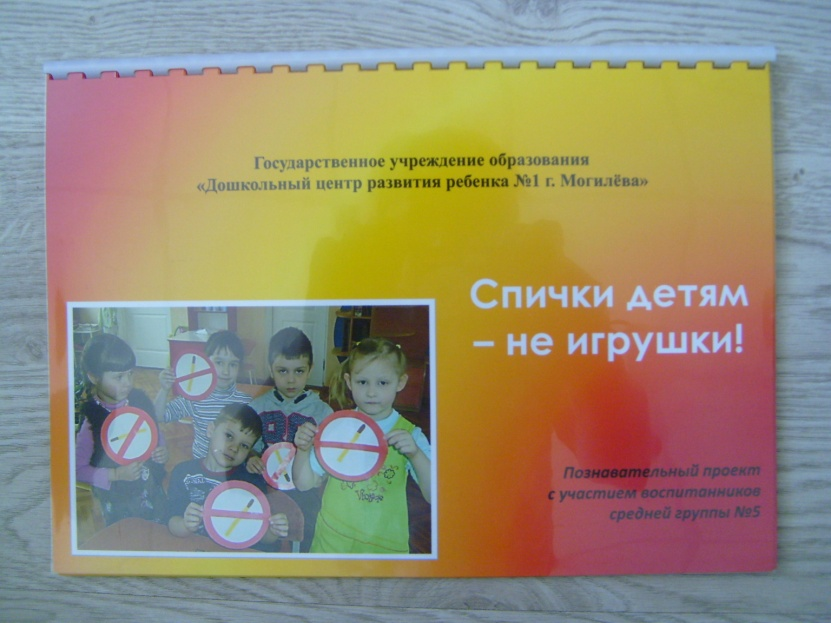 Государственное учреждение образования
«Дошкольный центр развития ребенка №1 г. Могилёва»
Спички детям
– не игрушки!
Познавательный проект
с участием воспитанников
средней группы №5